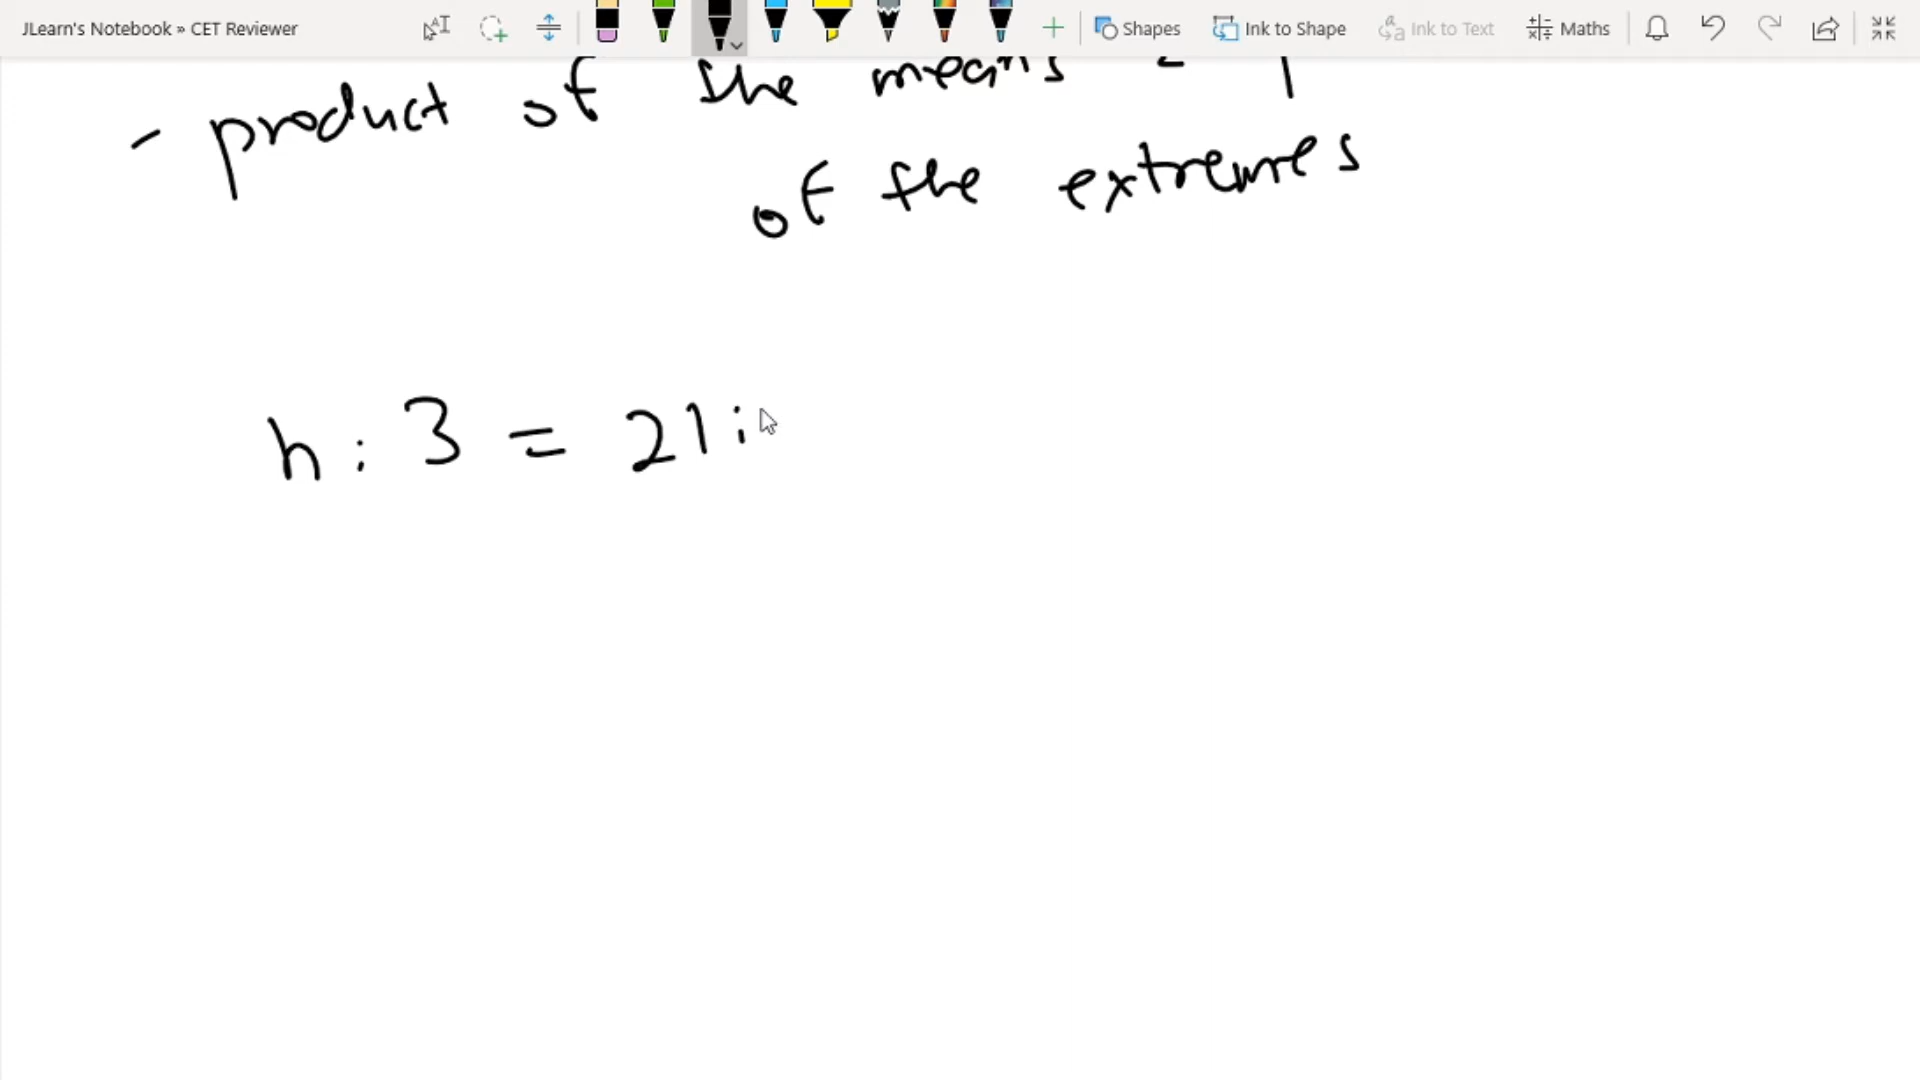 JLearn's Notebook » CET Reviewer Shapes Ink to Shape Ink to Text Maths
- product of the means =
of the extremes
h : 3 = 21 :